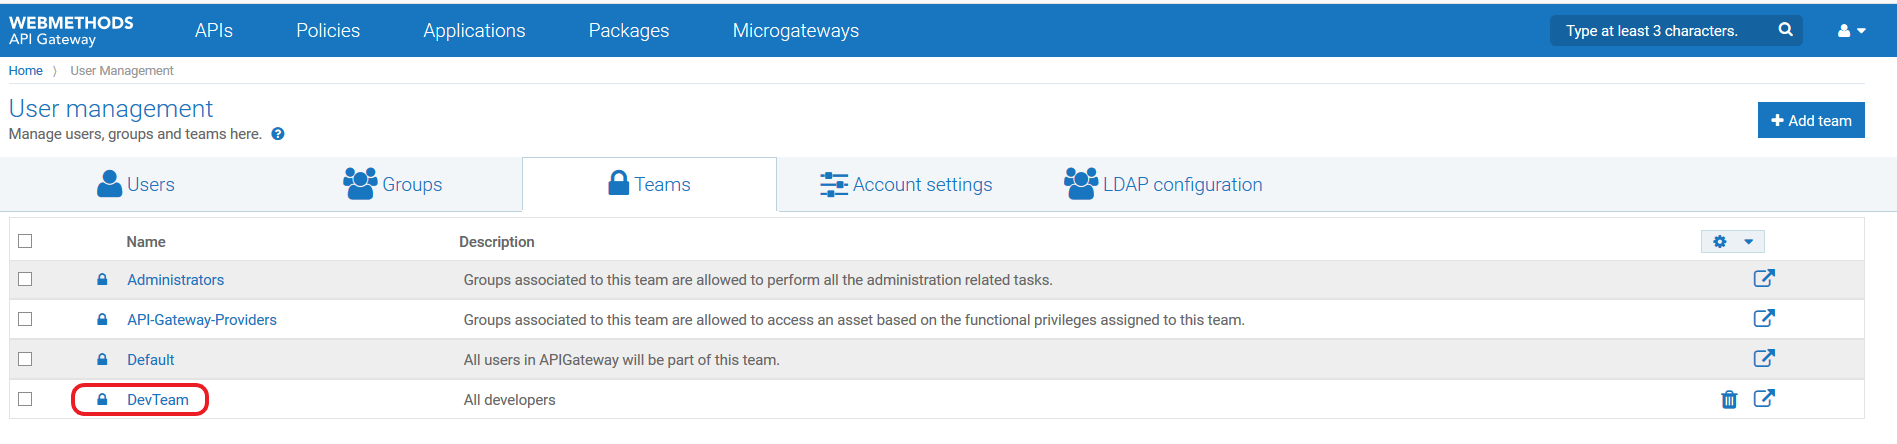 WEBMETHODS
API Gateway
APIs Policies Applications Packages Microgateways
Type at least 3 characters.
Home User Management
User management
Manage users, groups and teams here. ?
+ Add team
Users Groups Teams Account settings LDAP configuration
Name Description
Administrators Groups associated to this team are allowed to perform all the administration related tasks.
API-Gateway-Providers Groups associated to this team are allowed to access an asset based on the functional privileges assigned to this team.
Default All users in APIGateway will be part of this team.
DevTeam All developers